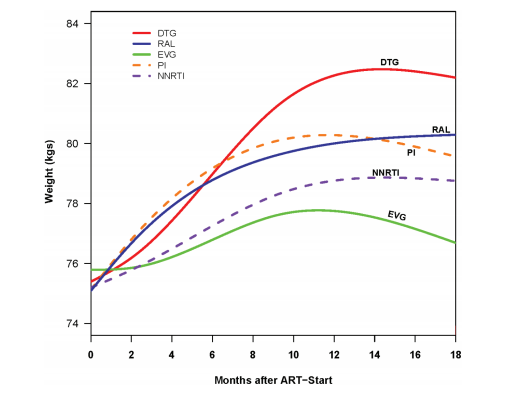 84
82
80
78
76
74
Weight (kgs)
DTG
RAL
EVG
PI
NNRTI
DTG
RAL
PI
NNRTI
EVG
0 2 4 6 8 10 12 14 16 18
Months after ART−Start